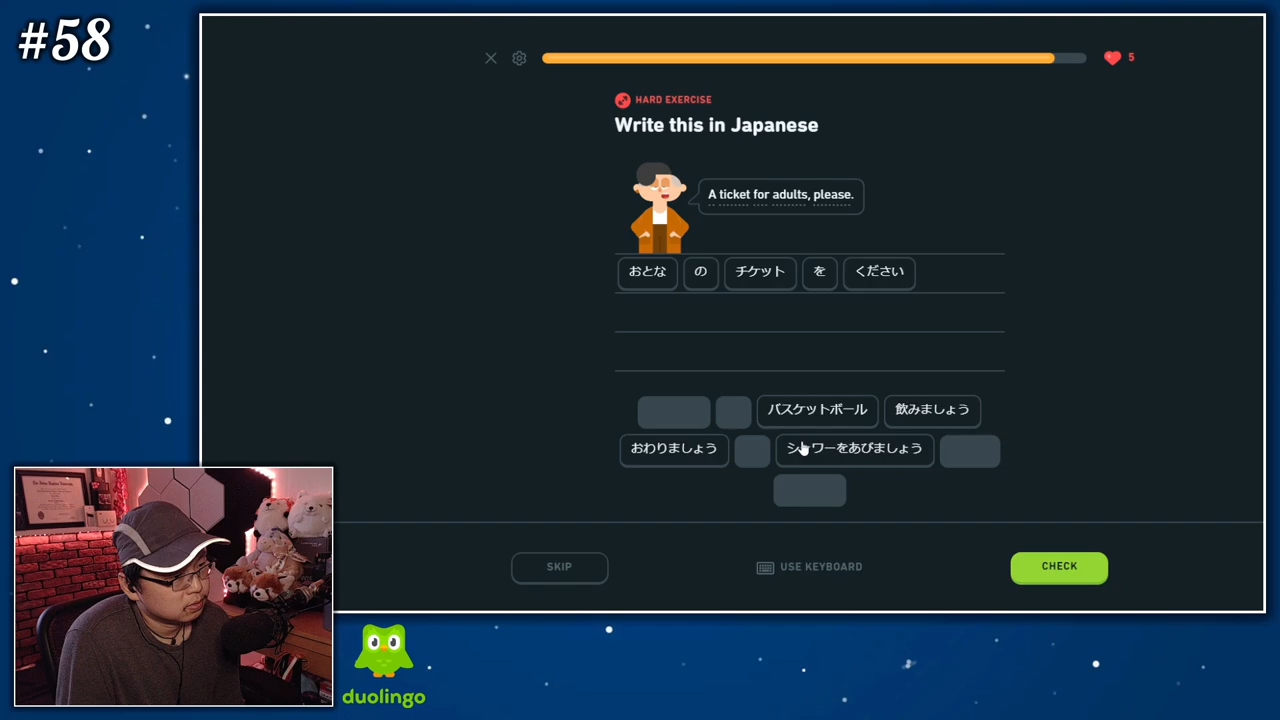 #58
5
HARD EXERCISE
Write this in Japanese
A ticket for adults, please.
おとな の チケット を ください
バスケットボール 飲みましょう
おわりましょう シャワーをあびましょう
SKIP USE KEYBOARD CHECK
duolingo